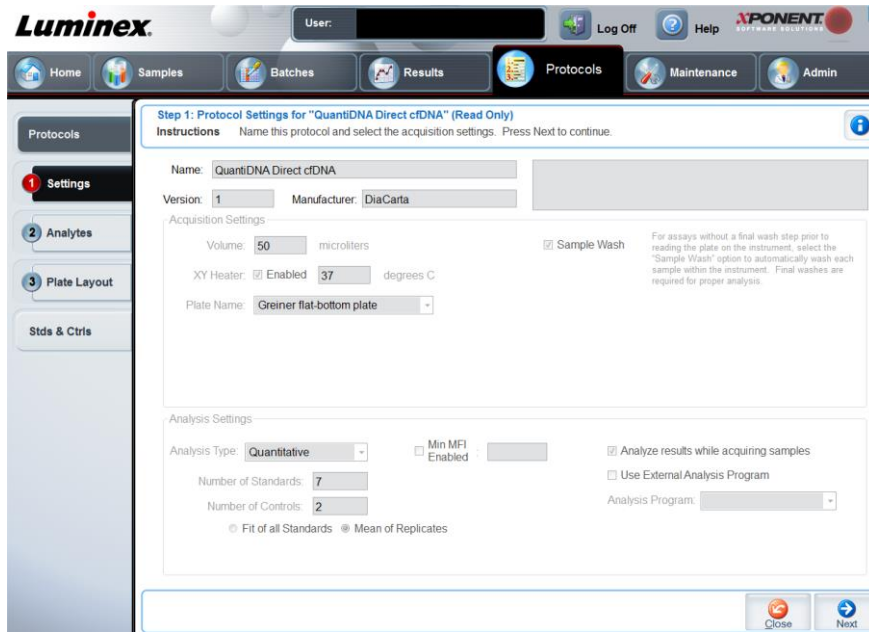 Luminex.
User:
Log Off
Help
XPONENT.
SOFTWARE SOLUTIONS
Home
Samples
Batches
Results
Protocols
Maintenance
Admin
Protocols
1 Settings
2 Analytes
3 Plate Layout
Stds & Ctrls
Step 1: Protocol Settings for "QuantiDNA Direct cfDNA" (Read Only)
Instructions Name this protocol and select the acquisition settings. Press Next to continue.
Name: QuantiDNA Direct cfDNA
Version: 1 Manufacturer: DiaCarta
Acquisition Settings
Volume: 50 microliters
XY Heater: Enabled 37 degrees C
Plate Name: Greiner flat-bottom plate
Sample Wash
For assays without a final wash step prior to
reading the plate on the instrument, select the
"Sample Wash" option to automatically wash each
sample within the instrument. Final washes are
required for proper analysis.
Analysis Settings
Analysis Type: Quantitative
Number of Standards: 7
Number of Controls: 2
Fit of all Standards Mean of Replicates
Min MFI
Enabled :
Analyze results while acquiring samples
Use External Analysis Program
Analysis Program:
Close
Next